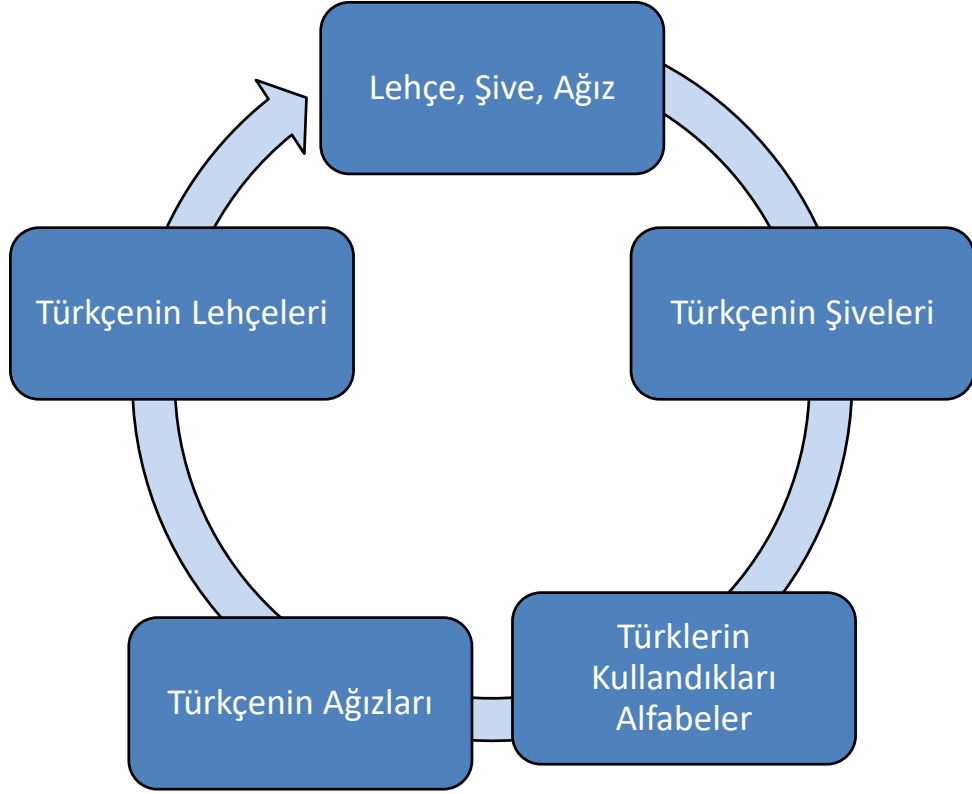 Lehçe, Şive, Ağız
Türkçenin Şiveleri
Türklerin
Kullandıkları
Alfabeler
Türkçenin Ağızları
Türkçenin Lehçeleri